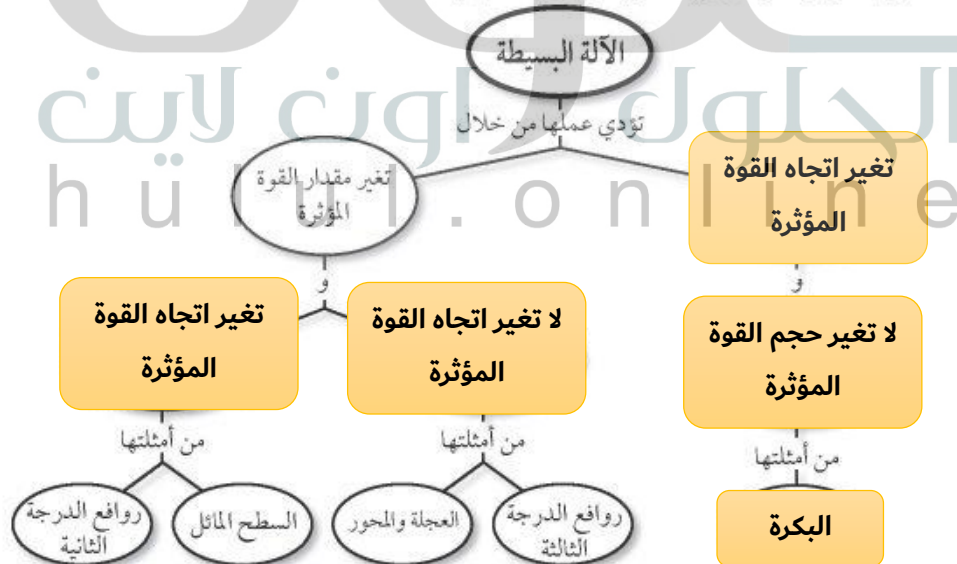 الآلة البسيطة
تؤدي عملها من خلال
الحلول اون لاين
hulul.online
تغير اتجاه القوة
المؤثرة
تغير مقدار القوة
المؤثرة
و
و
لا تغير حجم القوة
المؤثرة
لا تغير اتجاه القوة
المؤثرة
تغير اتجاه القوة
المؤثرة
من أمثلتها
من أمثلتها
من أمثلتها
البكرة
روافع الدرجة
الثالثة
العجلة والمحور
السطح المائل
روافع الدرجة
الثانية